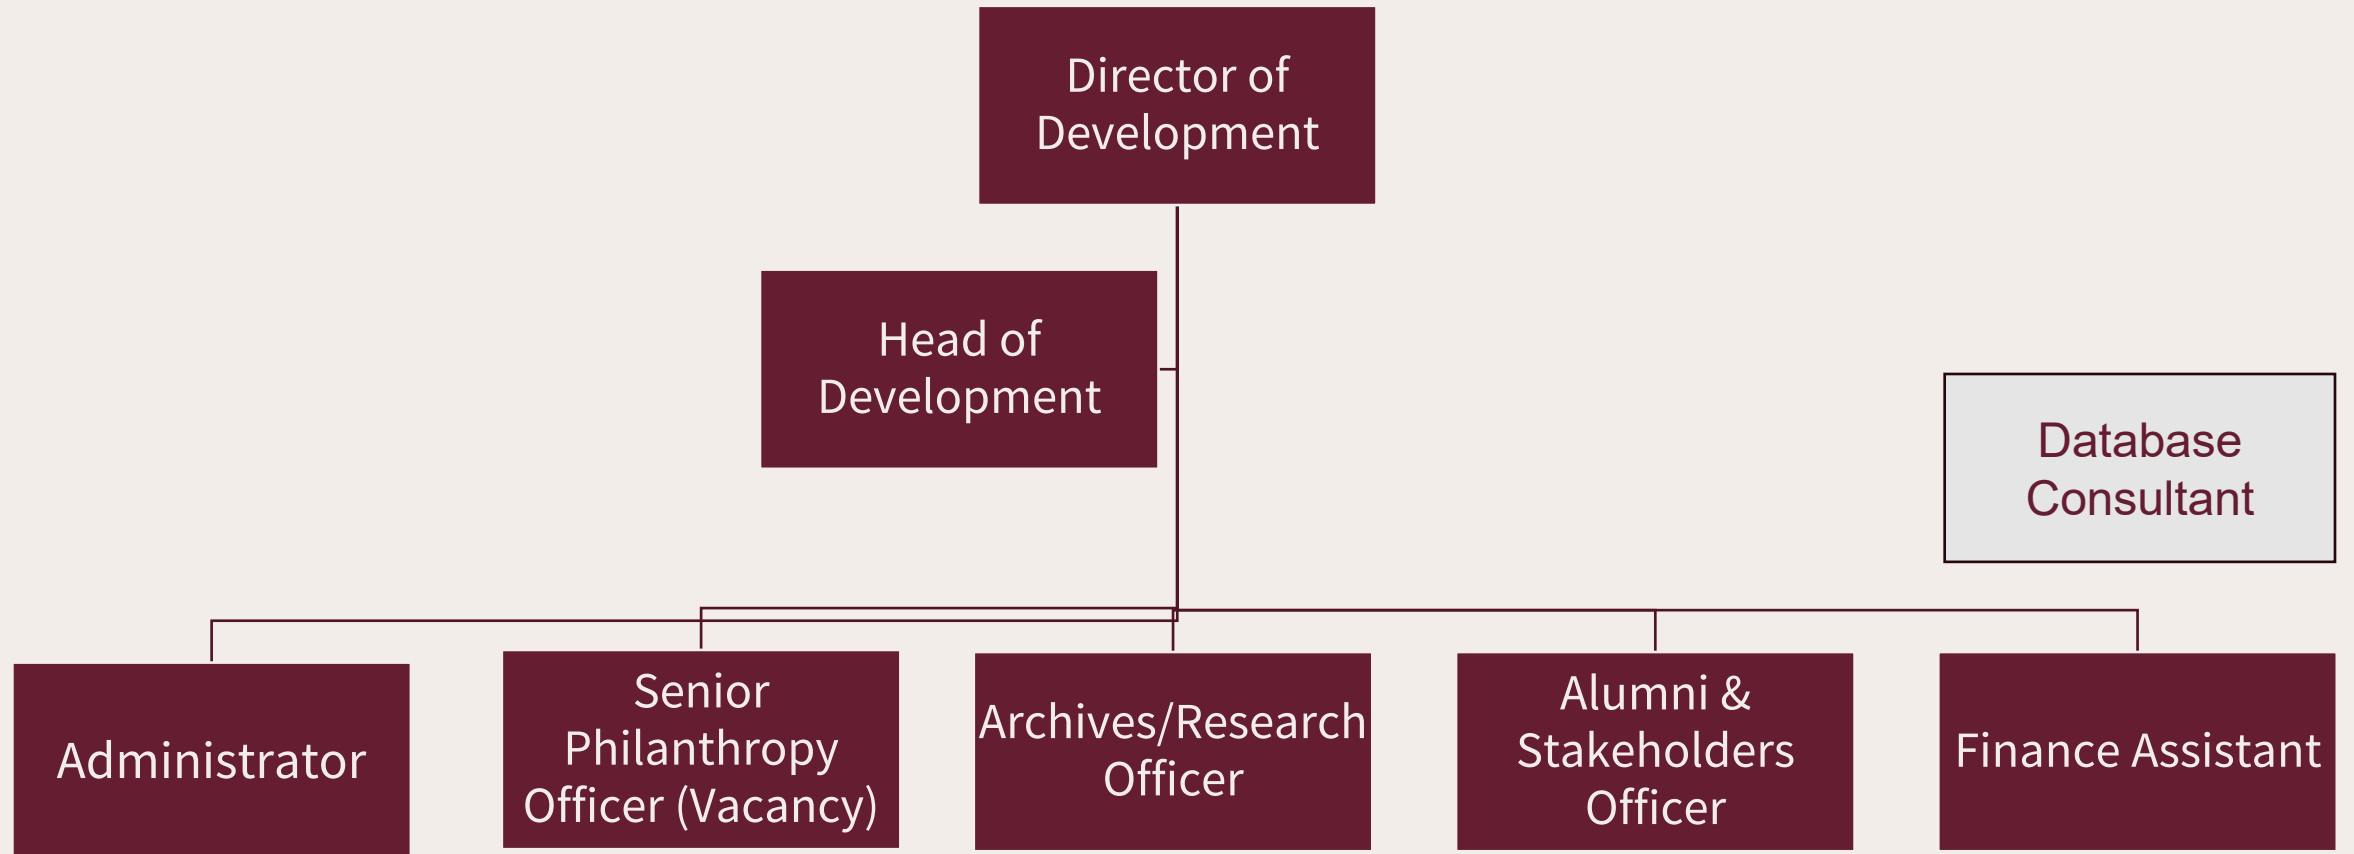 Director of
Development
Head of
Development
Database
Consultant
Administrator
Senior
Philanthropy
Officer (Vacancy)
Archives/Research
Officer
Alumni &
Stakeholders
Officer
Finance Assistant